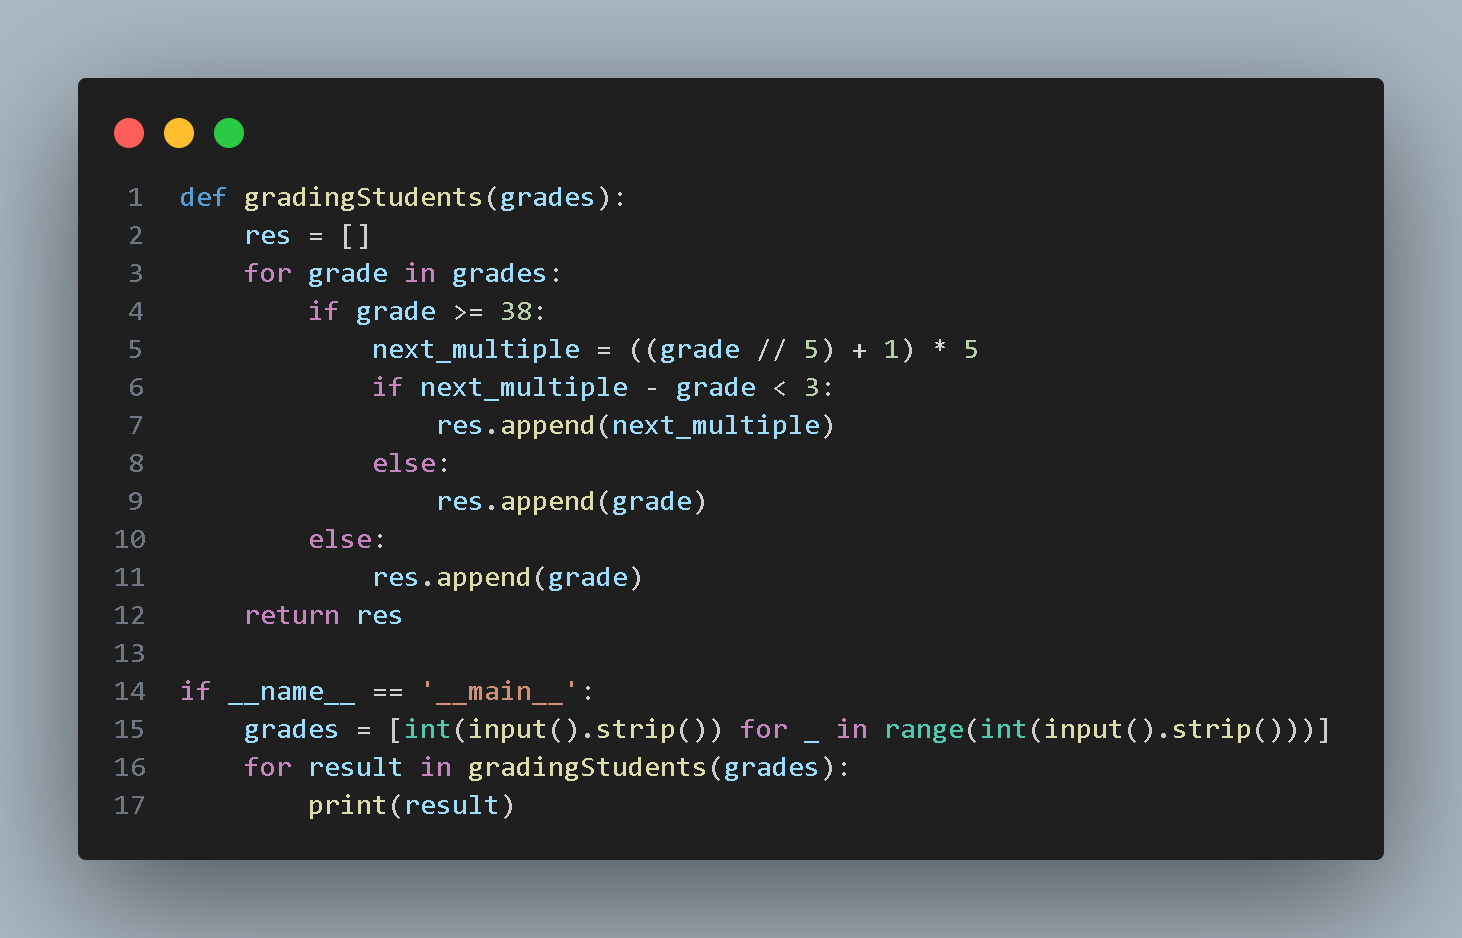 1 def gradingStudents(grades):
2     res = []
3     for grade in grades:
4         if grade >= 38:
5             next_multiple = ((grade // 5) + 1) * 5
6             if next_multiple - grade < 3:
7                 res.append(next_multiple)
8             else:
9                 res.append(grade)
10         else:
11             res.append(grade)
12     return res
13
14 if __name__ == '__main__':
15     grades = [int(input().strip()) for _ in range(int(input().strip()))]
16     for result in gradingStudents(grades):
17         print(result)